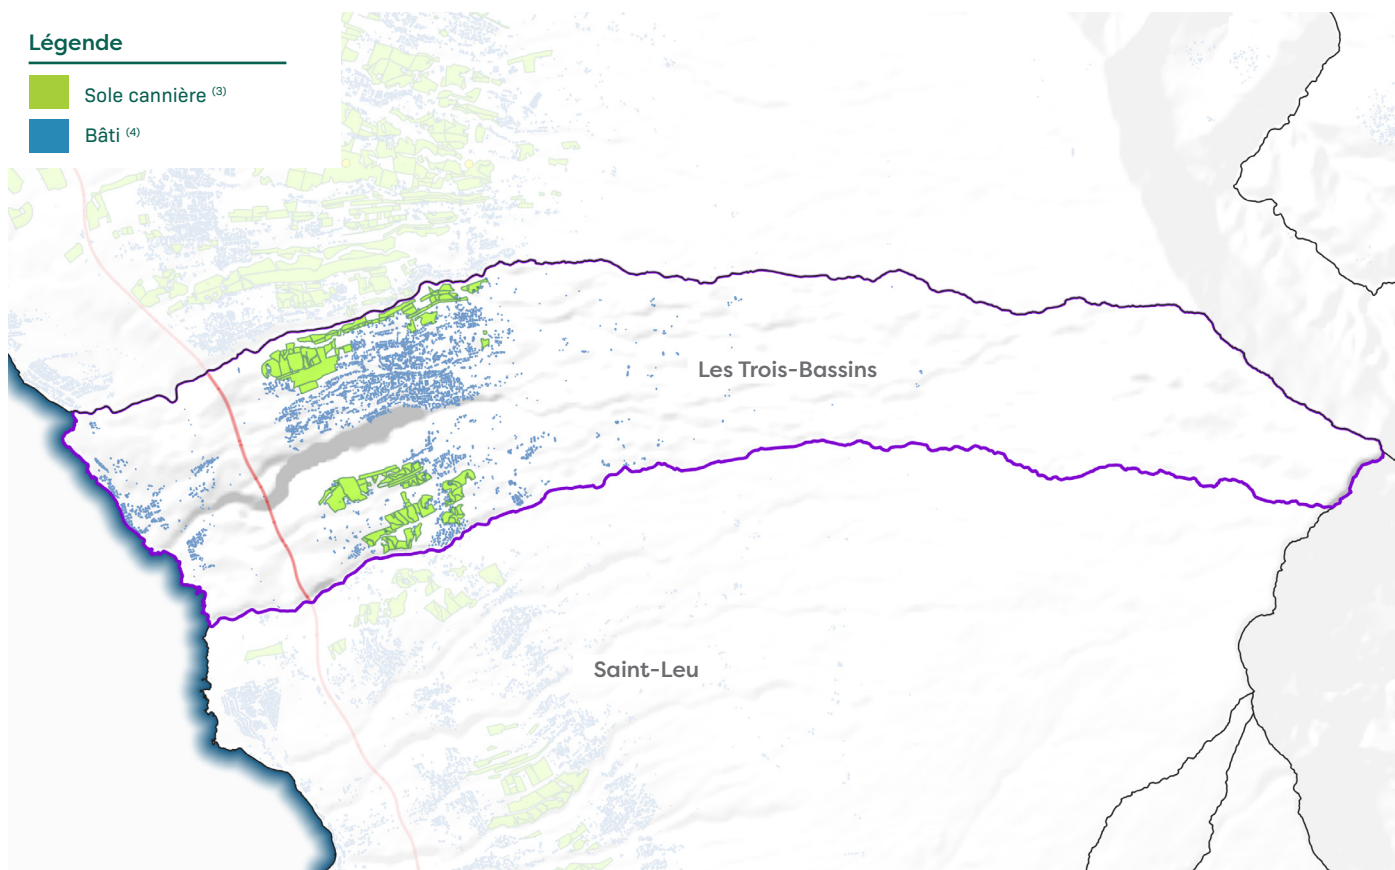 Légende
Sole cannière (3)
Bâti (4)
Les Trois-Bassins
Saint-Leu